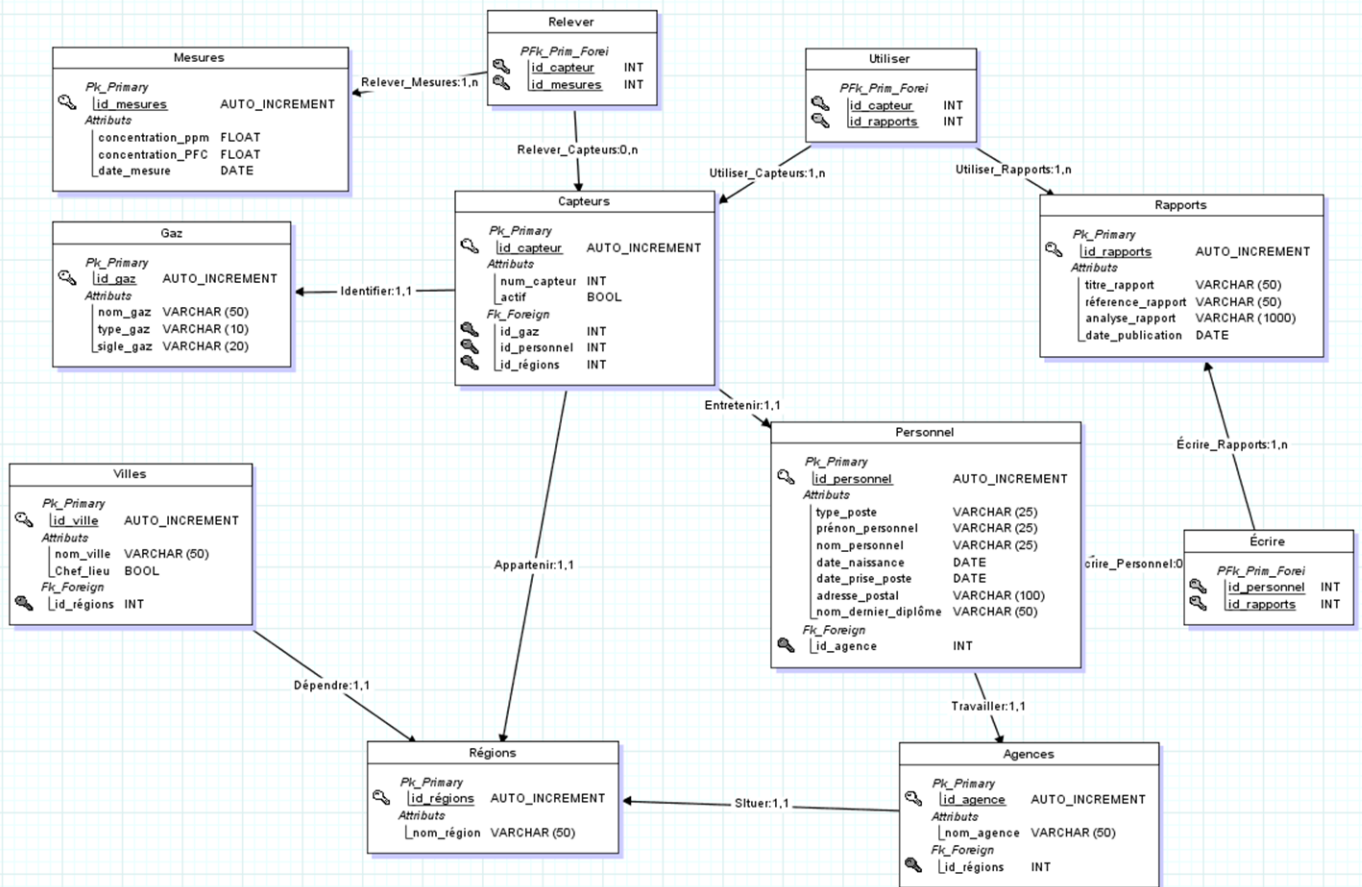 Relever
PFk_Prim_Forei
id_capteur INT
id_mesures INT
Mesures
Pk_Primary
id_mesures AUTO_INCREMENT
Attributs
concentration_ppm FLOAT
concentration_PFC FLOAT
date_mesure DATE
Relever_Mesures:1,n
Relever_Capteurs:0,n
Utiliser
PFk_Prim_Forei
id_capteur INT
id_rapports INT
Utiliser_Capteurs:1,n
Utiliser_Rapports:1,n
Capteurs
Pk_Primary
id_capteur AUTO_INCREMENT
Attributs
num_capteur INT
actif BOOL
Fk_Foreign
id_gaz INT
id_personnel INT
id_régions INT
Rapports
Pk_Primary
id_rapports AUTO_INCREMENT
Attributs
titre_rapport VARCHAR (50)
réference_rapport VARCHAR (50)
analyse_rapport VARCHAR (1000)
date_publication DATE
Gaz
Pk_Primary
id_gaz AUTO_INCREMENT
Attributs
nom_gaz VARCHAR (50)
type_gaz VARCHAR (10)
sigle_gaz VARCHAR (20)
Identifier:1,1
Entretenir:1,1
Personnel
Pk_Primary
id_personnel AUTO_INCREMENT
Attributs
type_poste VARCHAR (25)
prénon_personnel VARCHAR (25)
nom_personnel VARCHAR (25)
date_naissance DATE
date_prise_poste DATE
adresse_postal VARCHAR (100)
nom_dernier_diplôme VARCHAR (50)
Fk_Foreign
id_agence INT
Écrire_Rapports:1,n
Villes
Pk_Primary
id_ville AUTO_INCREMENT
Attributs
nom_ville VARCHAR (50)
Chef_lieu BOOL
Fk_Foreign
id_régions INT
Appartenir:1,1
crire_Personnel:0
Écrire
PFk_Prim_Forei
id_personnel INT
id_rapports INT
Dépendre:1,1
Travailler:1,1
Régions
Pk_Primary
id_régions AUTO_INCREMENT
Attributs
nom_région VARCHAR (50)
SItuer:1,1
Agences
Pk_Primary
id_agence AUTO_INCREMENT
Attributs
nom_agence VARCHAR (50)
Fk_Foreign
id_régions INT